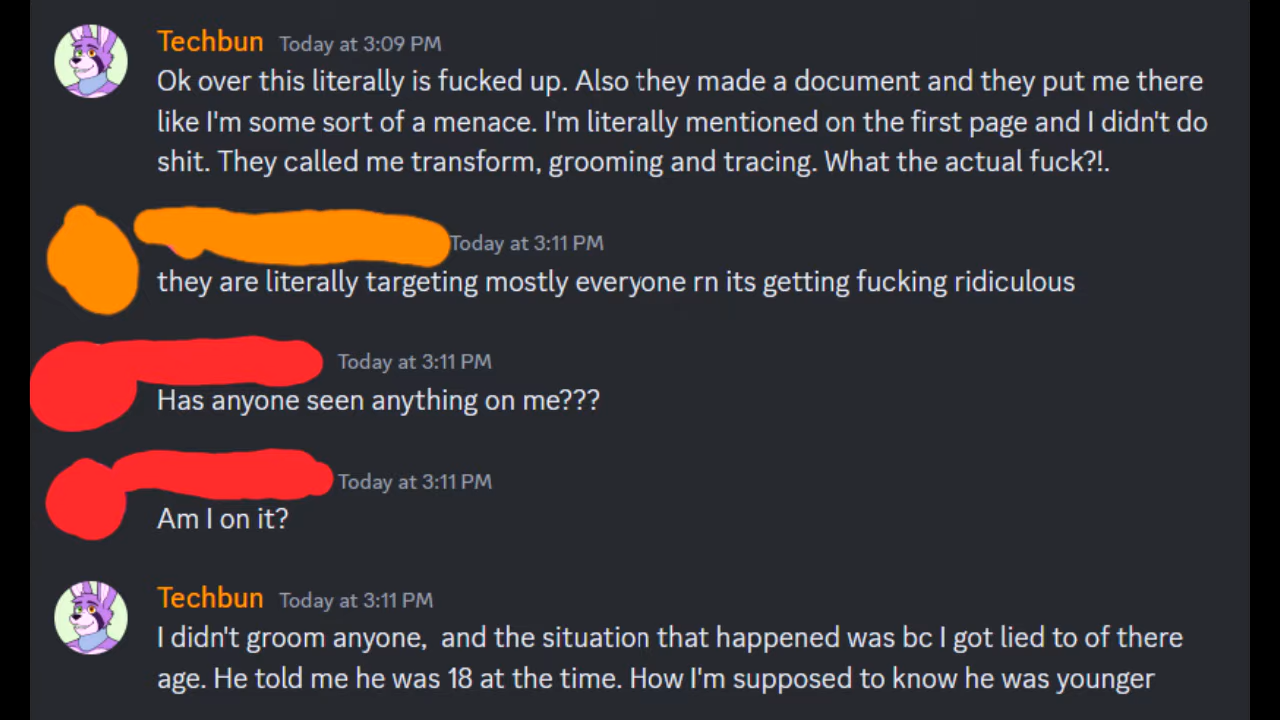 Techbun Today at 3:09 PM
Ok over this literally is fucked up. Also they made a document and they put me there
like I'm some sort of a menace. I'm literally mentioned on the first page and I didn't do
shit. They called me transform, grooming and tracing. What the actual fuck?!.
Today at 3:11 PM
they are literally targeting mostly everyone rn its getting fucking ridiculous
Today at 3:11 PM
Has anyone seen anything on me???
Today at 3:11 PM
Am I on it?
Techbun Today at 3:11 PM
I didn't groom anyone,  and the situation that happened was bc I got lied to of there
age. He told me he was 18 at the time. How I'm supposed to know he was younger